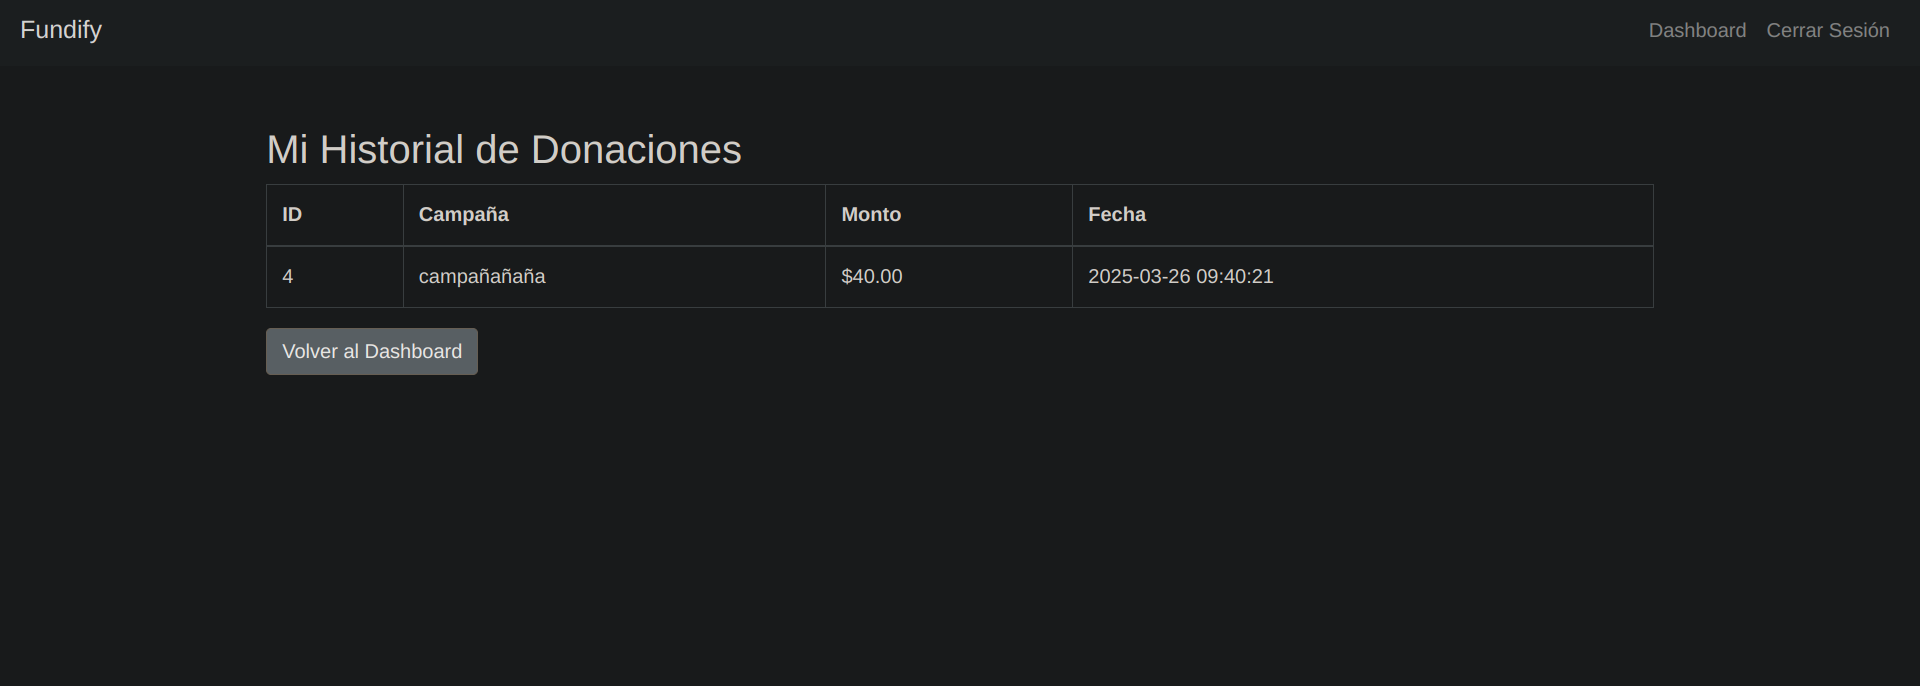 Fundify Dashboard Cerrar Sesión
Mi Historial de Donaciones
ID Campaña Monto Fecha
4 campañañaña $40.00 2025-03-26 09:40:21
Volver al Dashboard